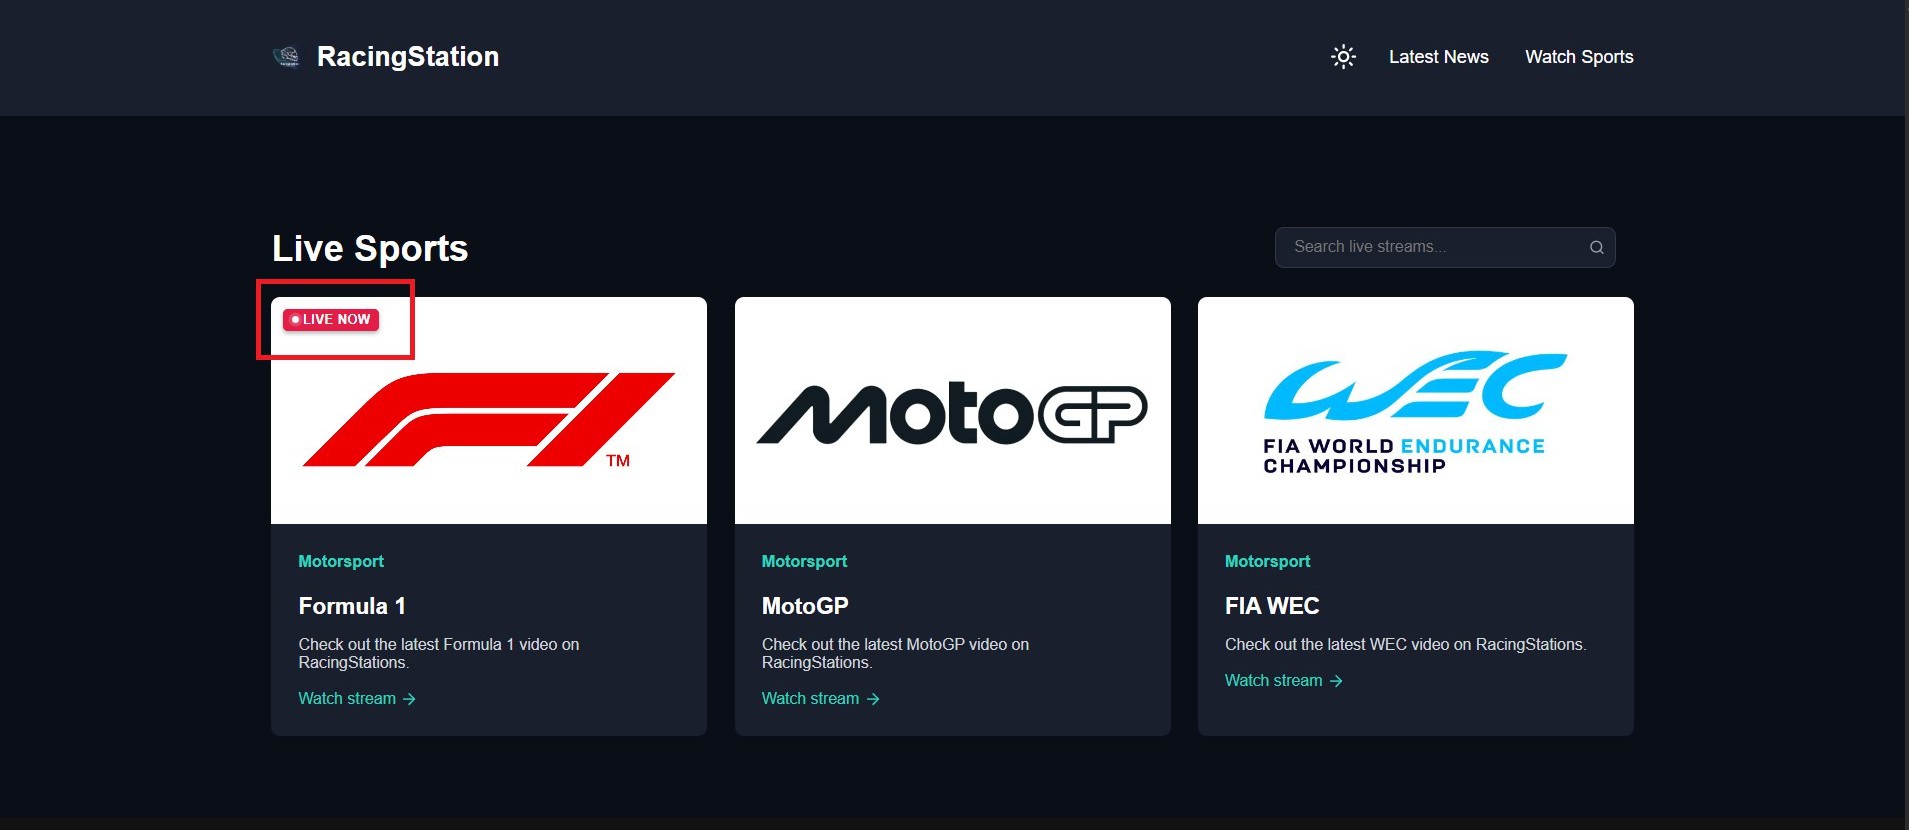 RacingStation
Latest News
Watch Sports
Live Sports
Search live streams...
LIVE NOW
F1
TM
MotoGP
WEC
FIA WORLD ENDURANCE
CHAMPIONSHIP
Motorsport
Formula 1
Check out the latest Formula 1 video on
RacingStations.
Watch stream
Motorsport
MotoGP
Check out the latest MotoGP video on
RacingStations.
Watch stream
Motorsport
FIA WEC
Check out the latest WEC video on RacingStations.
Watch stream